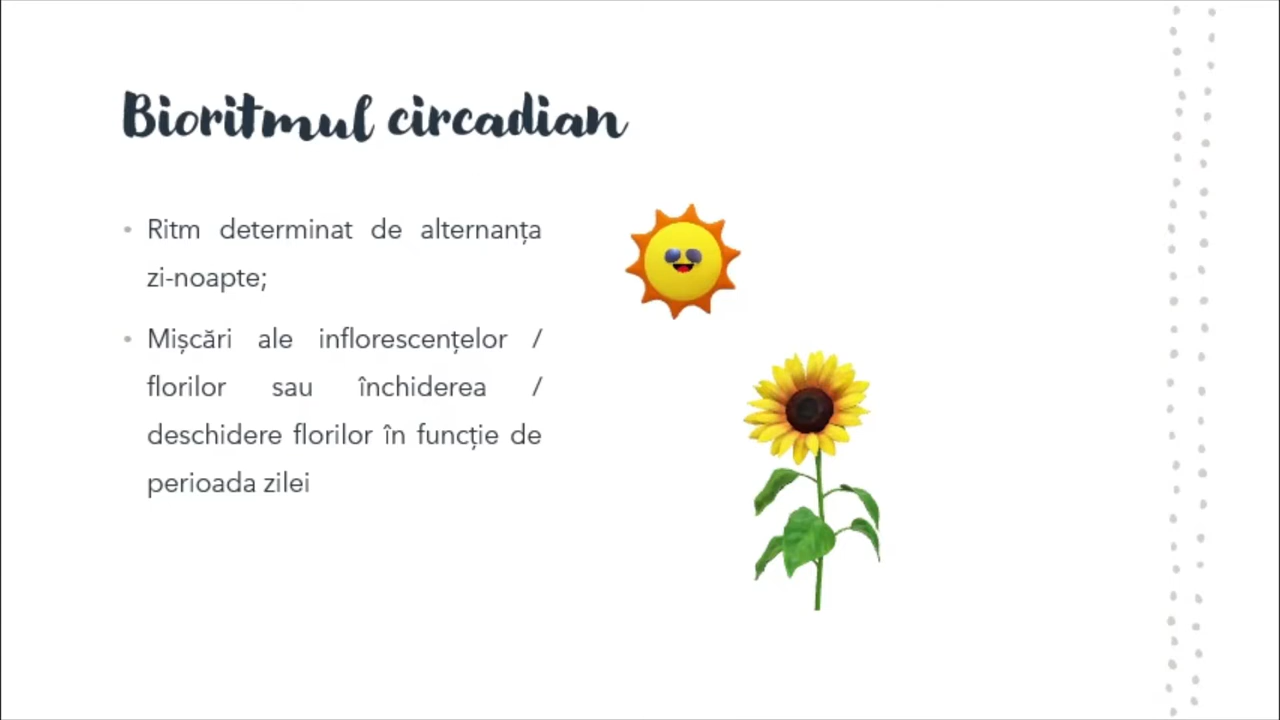 Bioritmul circadian
• Ritm determinat de alternanța
zi-noapte;
• Mișcări ale inflorescențelor /
florilor sau închiderea /
deschidere florilor în funcție de
perioada zilei